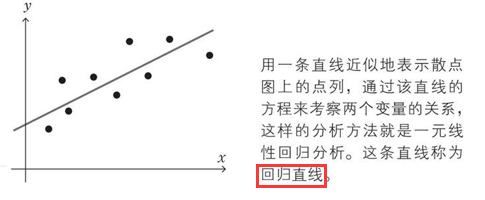 y
x
用一条直线近似地表示散点
图上的点列，通过该直线的
方程来考察两个变量的关系，
这样的分析方法就是一元线
性回归分析。这条直线称为
回归直线。